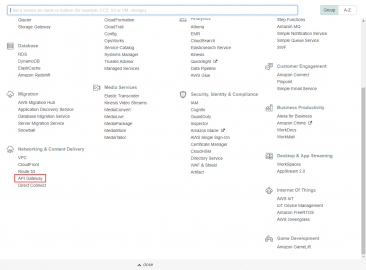 Group
A-Z
Glacier
Storage Gateway
Database
RDS
DynamoDB
ElastiCache
Amazon Redshift
Migration
AWS Migration Hub
Application Discovery Service
Database Migration Service
Server Migration Service
Snowball
Networking & Content Delivery
VPC
CloudFront
Route 53
API Gateway
Direct Connect
CloudFormation
CloudTrail
Config
OpsWorks
Service Catalog
Systems Manager
Trusted Advisor
Managed Services
Media Services
Elastic Transcoder
Kinesis Video Streams
MediaConvert
MediaLive
MediaPackage
MediaStore
MediaTailor
Analytics
Athena
EMR
CloudSearch
Elasticsearch Service
Kinesis
QuickSight
Data Pipeline
AWS Glue
Security, Identity & Compliance
IAM
Cognito
GuardDuty
Inspector
Amazon Macie
AWS Single Sign-On
Certificate Manager
CloudHSM
Directory Service
WAF & Shield
Artifact
Step Functions
Amazon MQ
Simple Notification Service
Simple Queue Service
SWF
Customer Engagement
Amazon Connect
Pinpoint
Simple Email Service
Business Productivity
Alexa for Business
Amazon Chime
WorkDocs
WorkMail
Desktop & App Streaming
WorkSpaces
AppStream 2.0
Internet Of Things
AWS IoT
IoT Device Management
Amazon FreeRTOS
AWS Greengrass
Game Development
Amazon GameLift
close